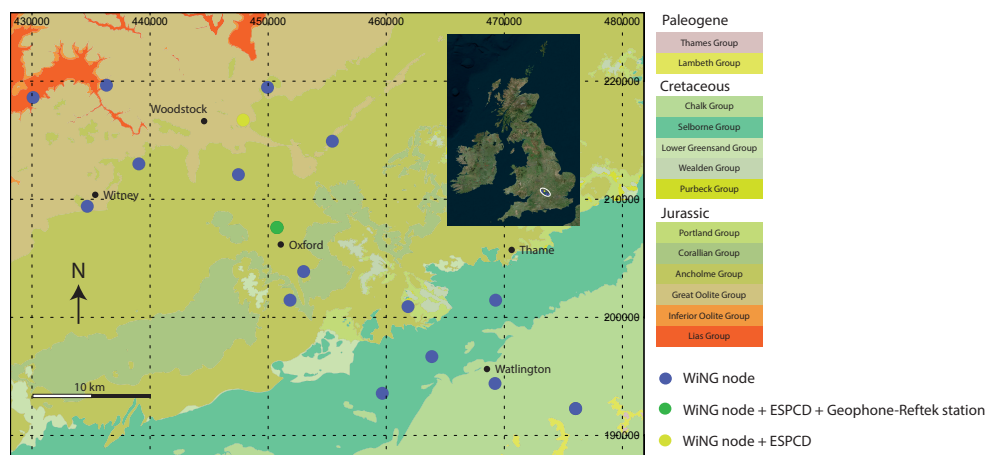 430000 440000 450000 460000 470000 480000
220000
210000
200000
190000
Woodstock
Witney
Oxford
Thame
Watlington
N
10 km
Paleogene
Thames Group
Lambeth Group
Cretaceous
Chalk Group
Selborne Group
Lower Greensand Group
Wealden Group
Purbeck Group
Jurassic
Portland Group
Corallian Group
Ancholme Group
Great Oolite Group
Inferior Oolite Group
Lias Group
WiNG node
WiNG node + ESPCD + Geophone-Reftek station
WiNG node + ESPCD